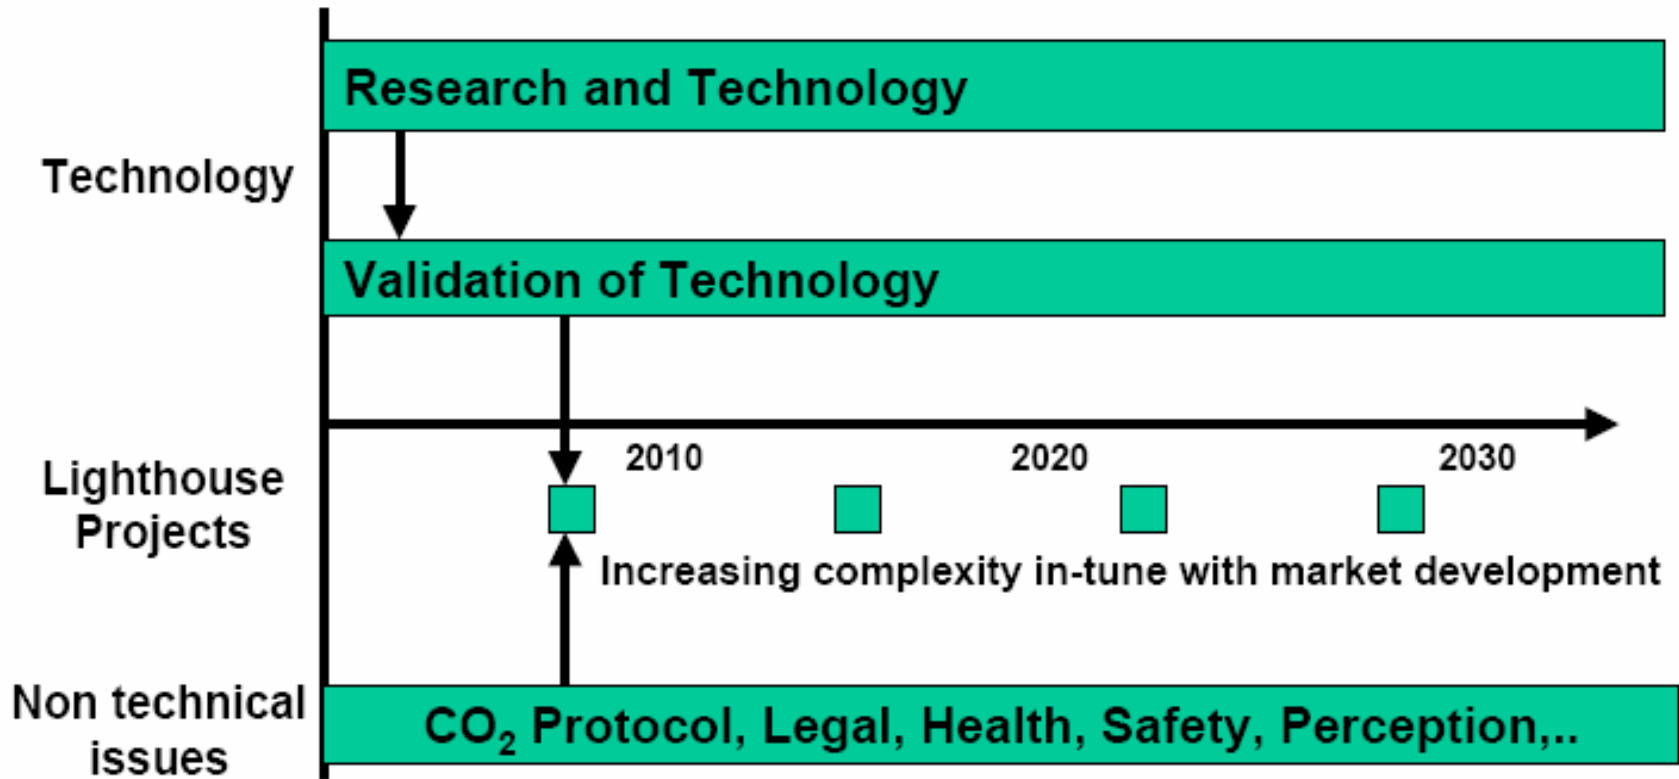 Research and Technology
Technology
Validation of Technology
2010 2020 2030
Lighthouse
Projects
Increasing complexity in-tune with market development
Non technical
issues
CO₂ Protocol, Legal, Health, Safety, Perception,..